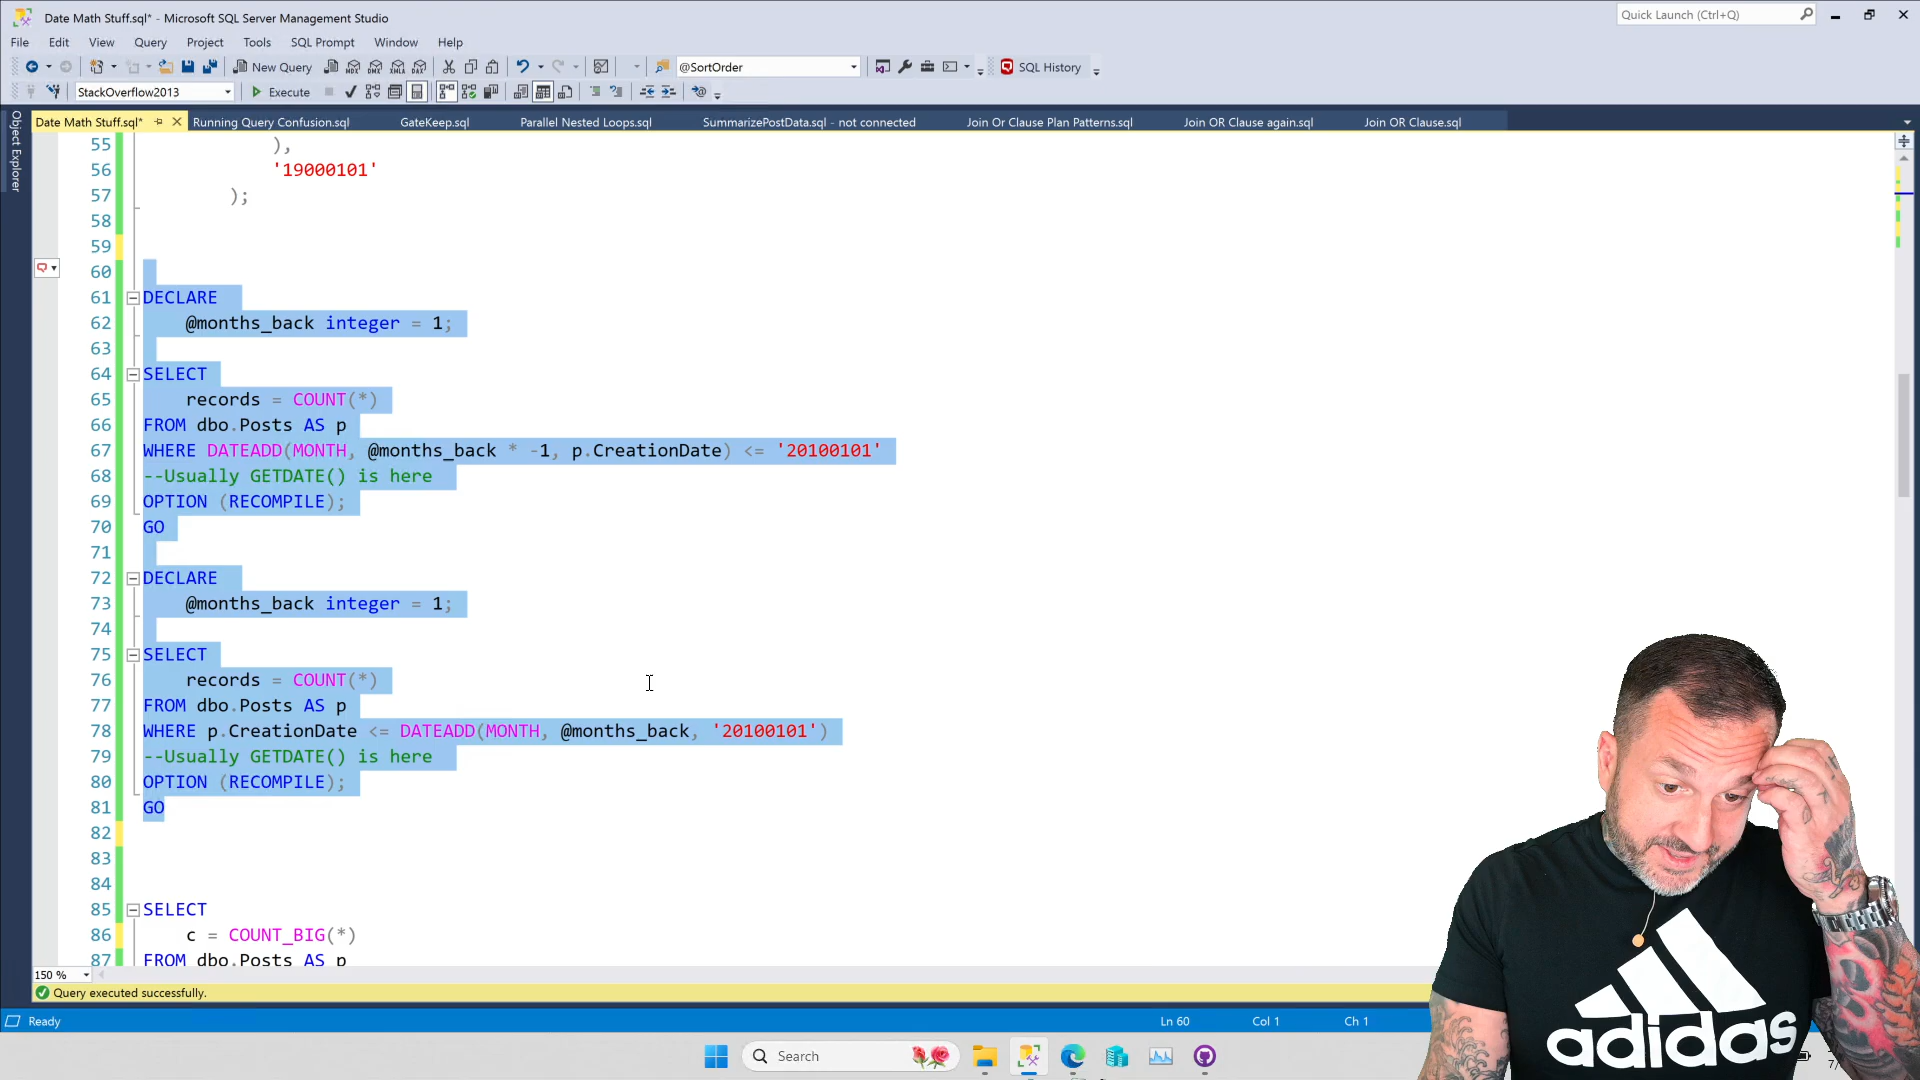 Date Math Stuff.sql* - Microsoft SQL Server Management Studio
Quick Launch (Ctrl+Q)
File Edit View Query Project Tools SQL Prompt Window Help
New Query
@SortOrder
SQL History
StackOverflow2013
Execute
Date Math Stuff.sql* Running Query Confusion.sql GateKeep.sql Parallel Nested Loops.sql SummarizePostData.sql - not connected Join Or Clause Plan Patterns.sql Join OR Clause again.sql Join OR Clause.sql
Object Explorer
55 ),
56 '19000101'
57 );
58
59
60
61 DECLARE
62 @months_back integer = 1;
63
64 SELECT
65 records = COUNT(*)
66 FROM dbo.Posts AS p
67 WHERE DATEADD(MONTH, @months_back * -1, p.CreationDate) <= '20100101'
68 --Usually GETDATE() is here
69 OPTION (RECOMPILE);
70 GO
71
72 DECLARE
73 @months_back integer = 1;
74
75 SELECT
76 records = COUNT(*)
77 FROM dbo.Posts AS p
78 WHERE p.CreationDate <= DATEADD(MONTH, @months_back, '20100101')
79 --Usually GETDATE() is here
80 OPTION (RECOMPILE);
81 GO
82
83
84
85 SELECT
86 c = COUNT_BIG(*)
87 FROM dbo.Posts AS p
150 %
Query executed successfully.
Ready Ln 60 Col 1 Ch 1
Search
adidas